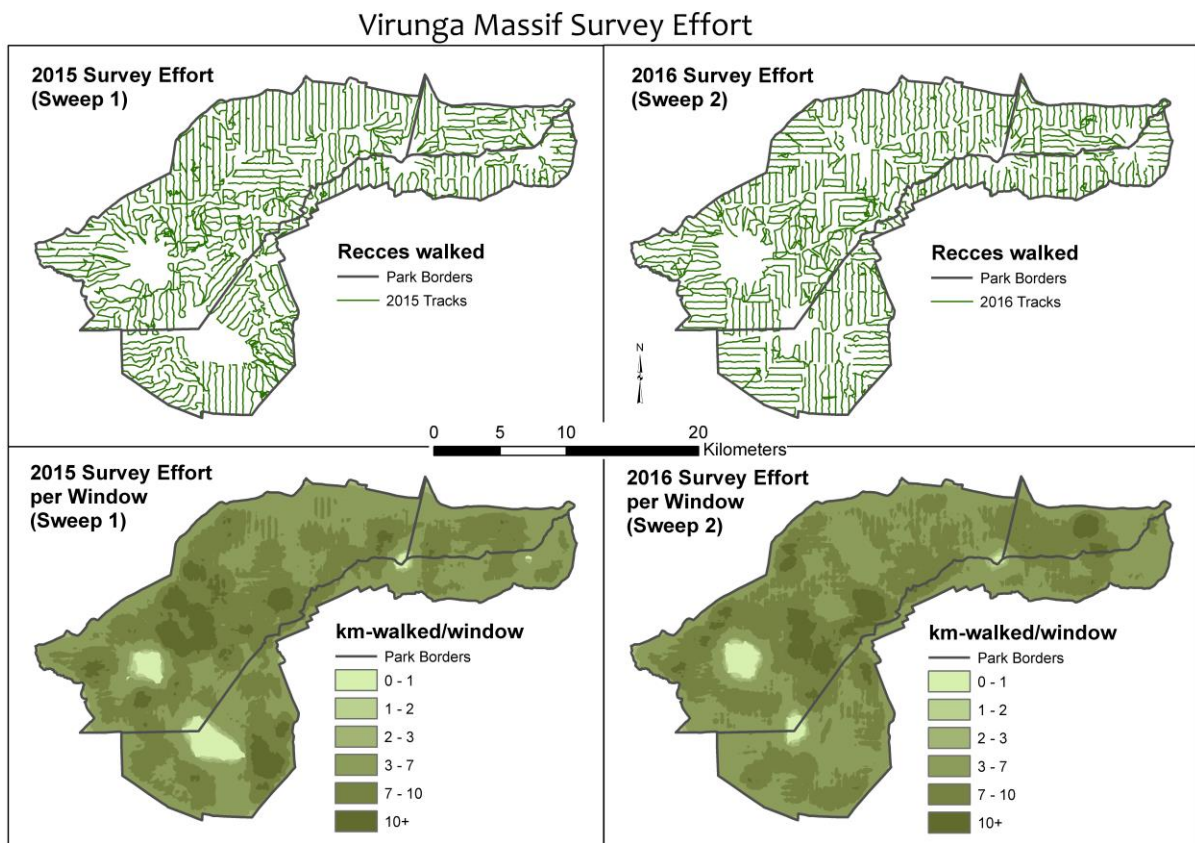 Virunga Massif Survey Effort
2015 Survey Effort
(Sweep 1)
Recces walked
Park Borders
2015 Tracks
2016 Survey Effort
(Sweep 2)
Recces walked
Park Borders
2016 Tracks
N
0 5 10 20
Kilometers
2015 Survey Effort
per Window
(Sweep 1)
km-walked/window
Park Borders
0 - 1
1 - 2
2 - 3
3 - 7
7 - 10
10+
2016 Survey Effort
per Window
(Sweep 2)
km-walked/window
Park Borders
0 - 1
1 - 2
2 - 3
3 - 7
7 - 10
10+